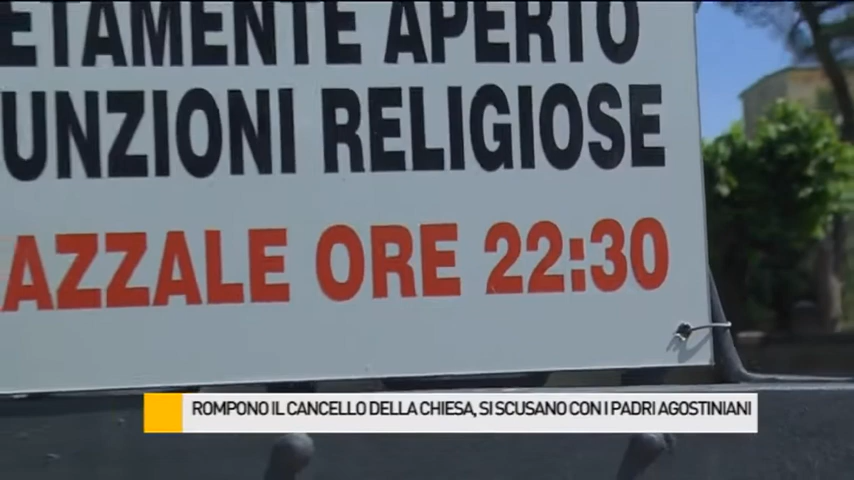 ETAMENTE APERTO
UNZIONI RELIGIOSE
AZZALE ORE 22:30
ROMPONO IL CANCELLO DELLA CHIESA, SI SCUSANO CON I PADRI AGOSTINIANI